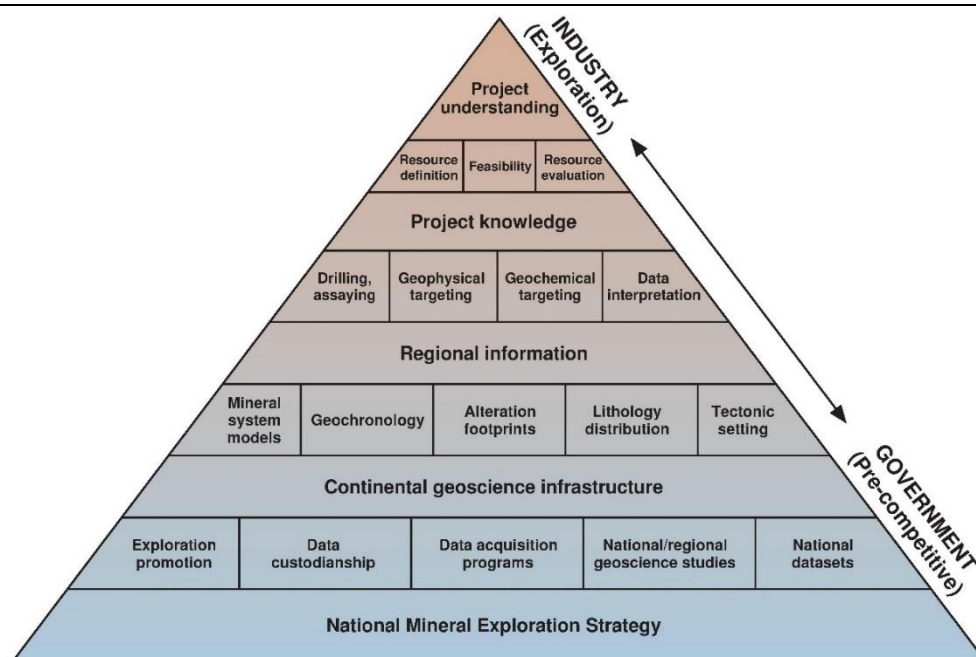 INDUSTRY
(Exploration)
Project
understanding
Resource
definition
Feasibility
Resource
evaluation
Project knowledge
Drilling,
assaying
Geophysical
targeting
Geochemical
targeting
Data
interpretation
Regional information
Mineral
system
models
Geochronology
Alteration
footprints
Lithology
distribution
Tectonic
setting
GOVERNMENT
(Pre-competitive)
Continental geoscience infrastructure
Exploration
promotion
Data
custodianship
Data acquisition
programs
National/regional
geoscience studies
National
datasets
National Mineral Exploration Strategy